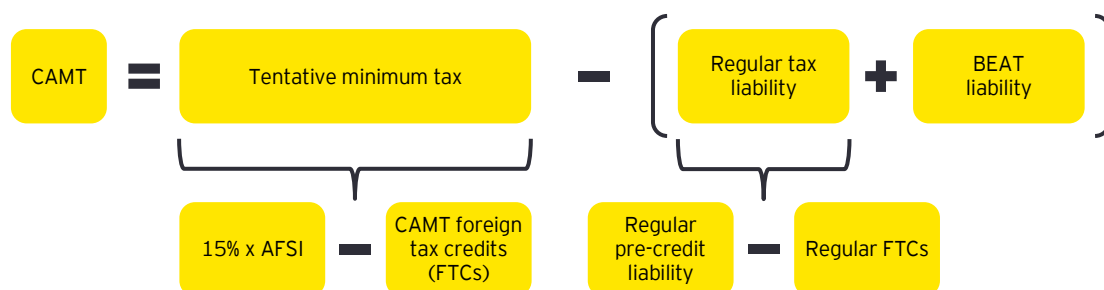 CAMT
Tentative minimum tax
Regular tax
liability
BEAT
liability
15% x AFSI
CAMT foreign
tax credits
(FTCs)
Regular
pre-credit
liability
Regular FTCs